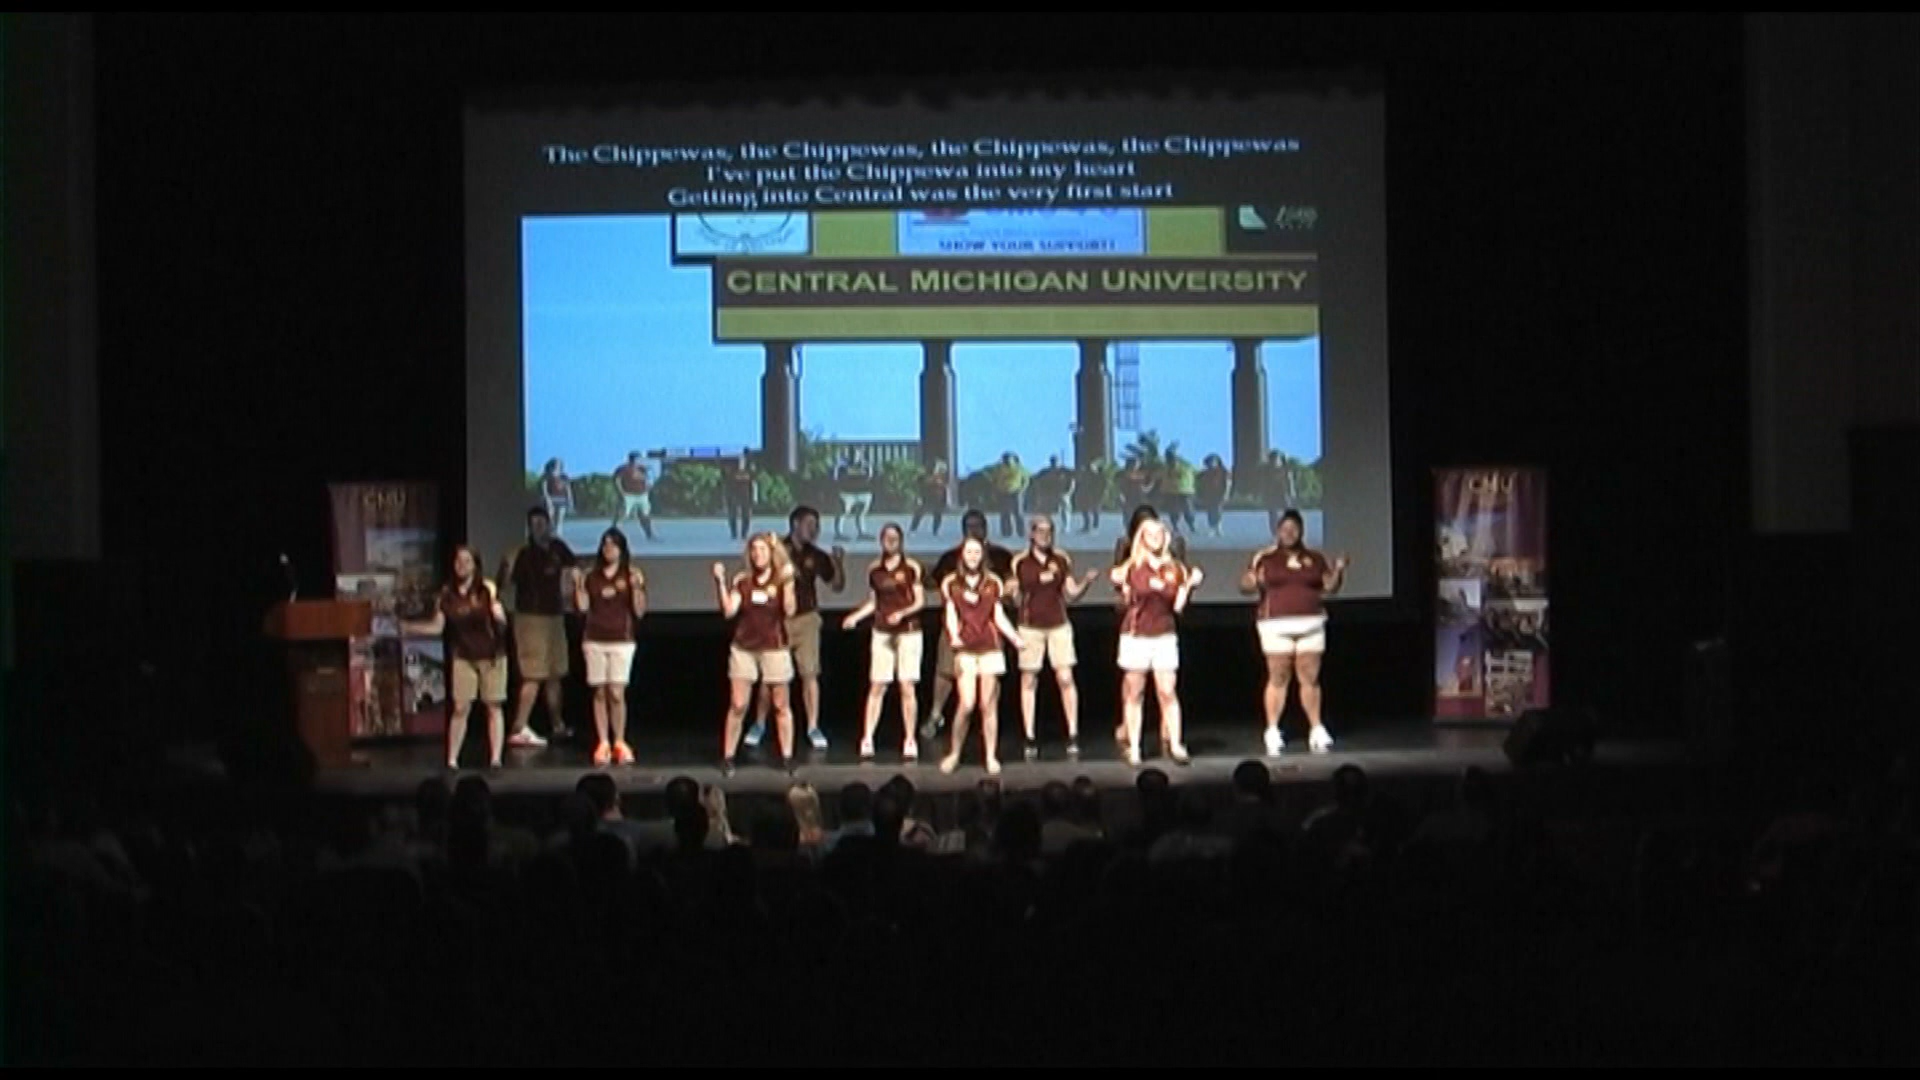 The Chippewas, the Chippewas, the Chippewas, the Chippewas
I've put the Chippewa into my heart
Getting into Central was the very first start
SHOW YOUR SUPPORT!
CENTRAL MICHIGAN UNIVERSITY
CMU
CMU